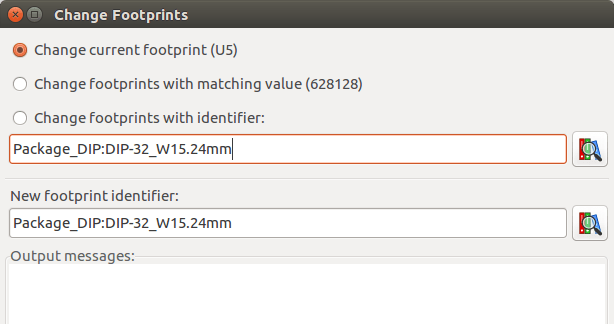 Change Footprints
Change current footprint (U5)
Change footprints with matching value (628128)
Change footprints with identifier:
Package_DIP:DIP-32_W15.24mm
New footprint identifier:
Package_DIP:DIP-32_W15.24mm
Output messages: